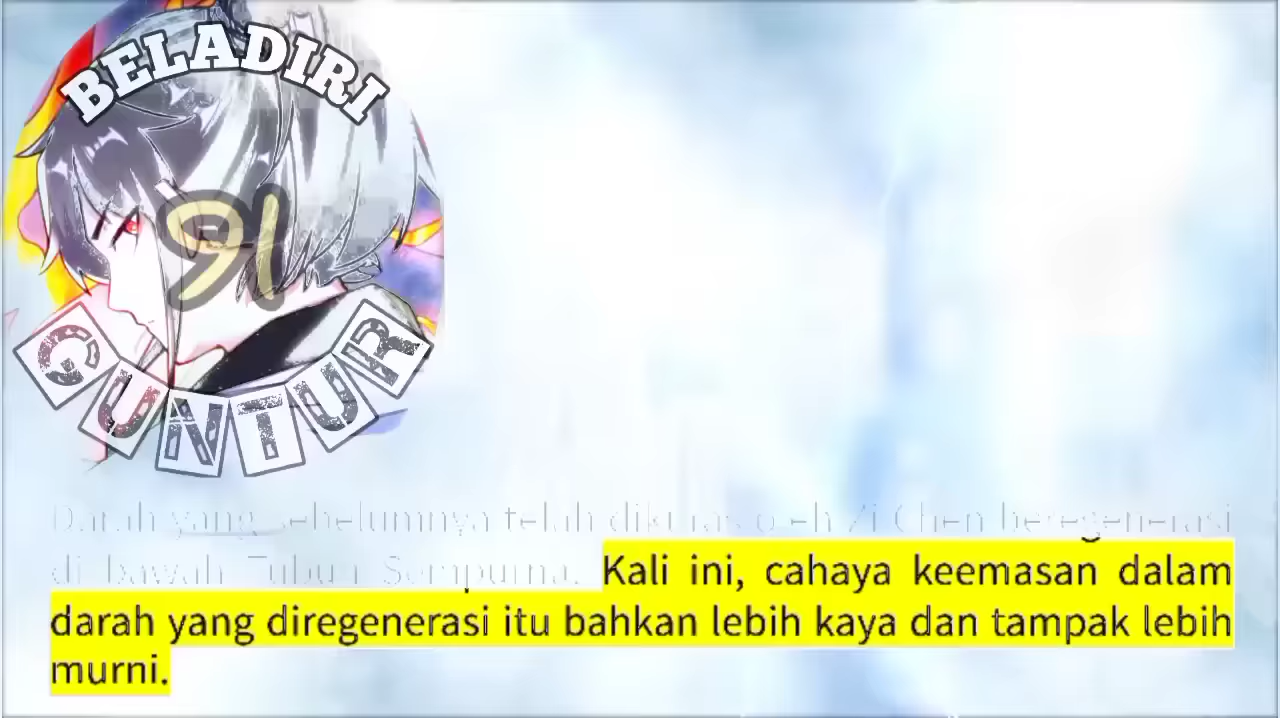 BELADIRI
91
GUNTUR
Darah yang sebelumnya telah dikuras oleh Zi Chen beregenerasi
di bawah Tubuh Sempurna. Kali ini, cahaya keemasan dalam
darah yang diregenerasi itu bahkan lebih kaya dan tampak lebih
murni.